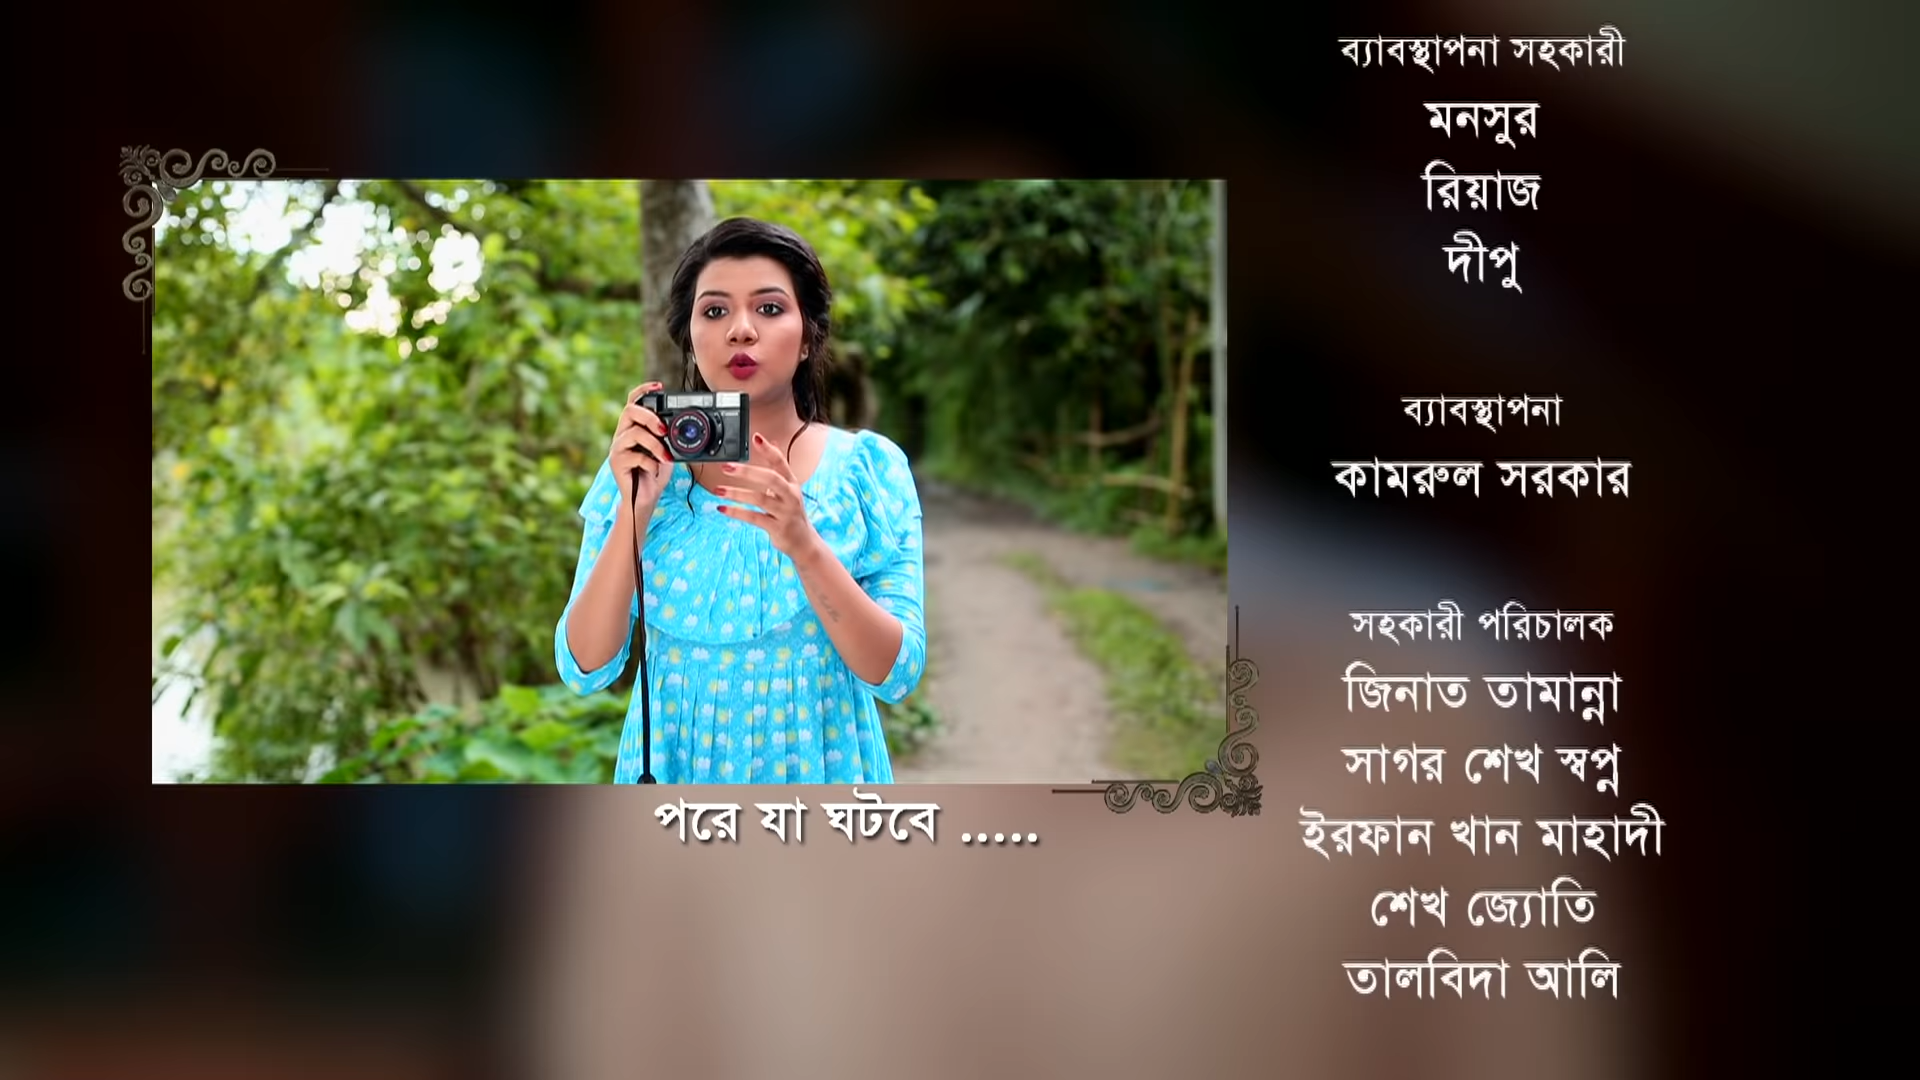 ব্যাবস্থাপনা সহকারী
মনসুর
রিয়াজ
দীপু
ব্যাবস্থাপনা
কামরুল সরকার
সহকারী পরিচালক
জিনাত তামান্না
সাগর শেখ স্বপ্ন
ইরফান খান মাহাদী
শেখ জ্যোতি
তালবিদা আলি
পরে যা ঘটবে .....